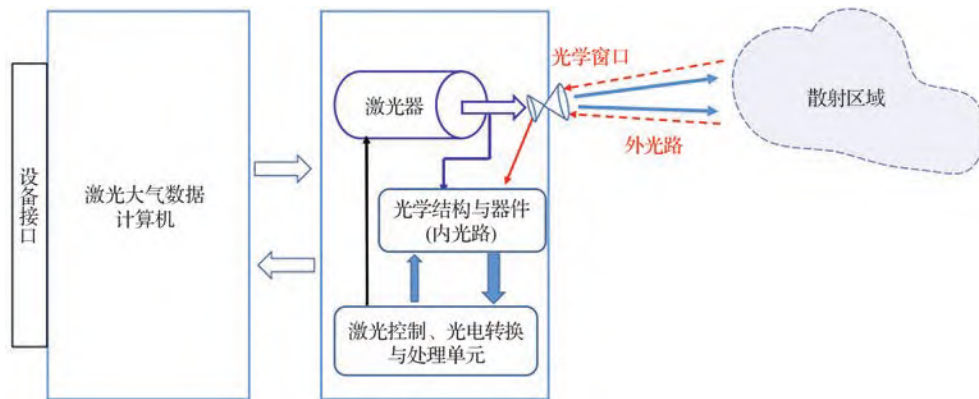 设备接口
激光大气数据
计算机
激光器
光学窗口
外光路
散射区域
光学结构与器件
(内光路)
激光控制、光电转换
与处理单元